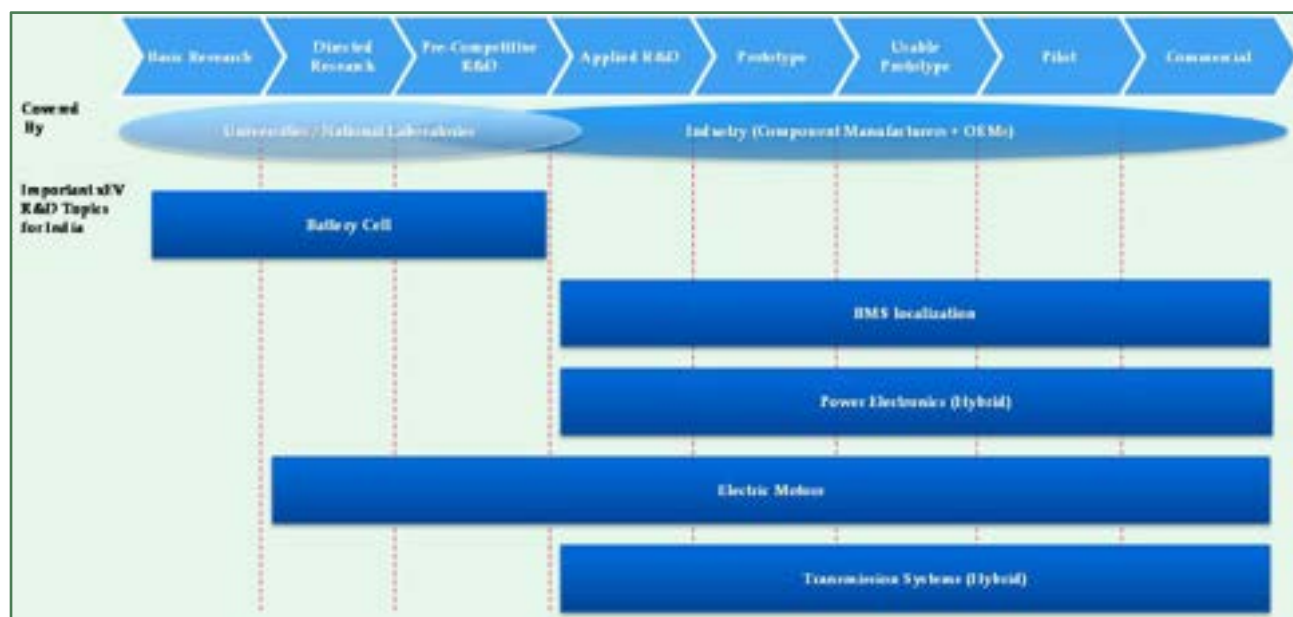 Basic Research
Directed
Research
Pre-Competitive
R&D
Applied R&D
Prototype
Usable
Prototype
Pilot
Commercial
Covered
By
Universities / National Laboratories
Industry (Component Manufacturers + OEMs)
Important xEV
R&D Topics
for India
Battery Cell
BMS localization
Power Electronics (Hybrid)
Electric Motors
Transmission Systems (Hybrid)